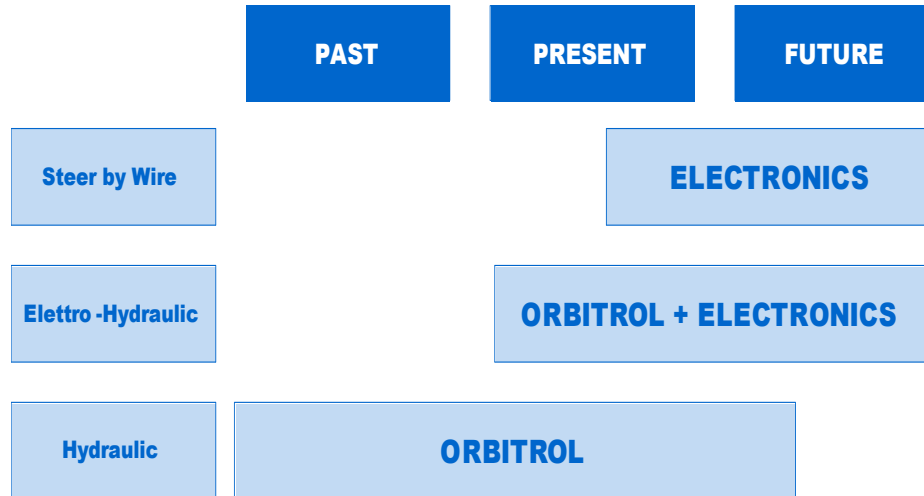 PAST PRESENT FUTURE
Steer by Wire ELECTRONICS
Elettro -Hydraulic ORBITROL + ELECTRONICS
Hydraulic ORBITROL